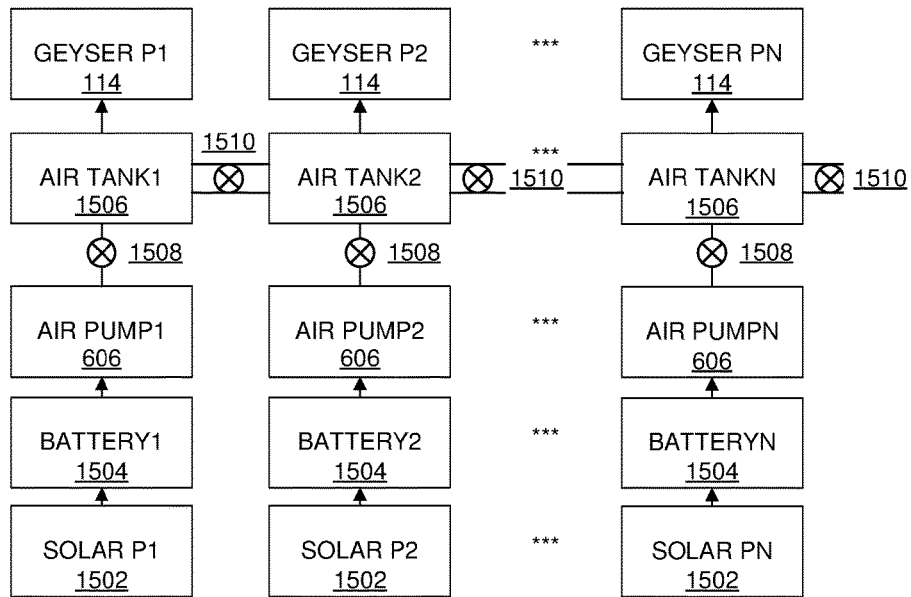 GEYSER P1 GEYSER P2 *** GEYSER PN
114 114 114
1510 ***
AIR TANK1 AIR TANK2 1510 AIR TANKN 1510
1506 1506 1506
1508 1508 1508
AIR PUMP1 AIR PUMP2 *** AIR PUMPN
606 606 606
BATTERY1 BATTERY2 *** BATTERYN
1504 1504 1504
SOLAR P1 SOLAR P2 *** SOLAR PN
1502 1502 1502